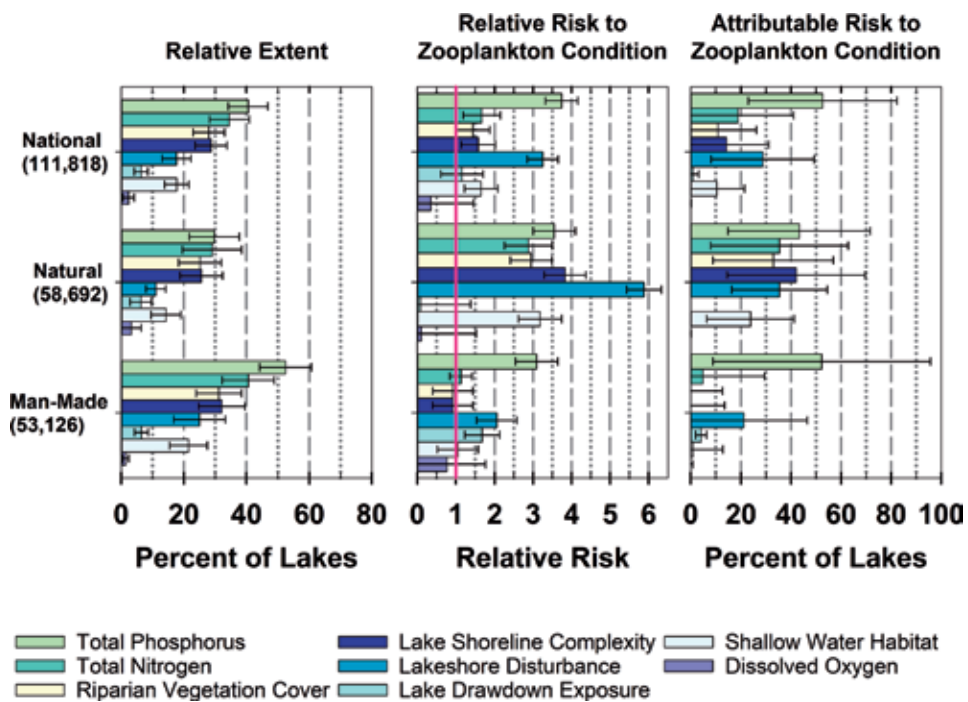 Relative Extent
Relative Risk to
Zooplankton Condition
Attributable Risk to
Zooplankton Condition
National
(111,818)
Natural
(58,692)
Man-Made
(53,126)
0 20 40 60 80
0 1 2 3 4 5 6
0 20 40 60 80 100
Percent of Lakes
Relative Risk
Percent of Lakes
Total Phosphorus
Total Nitrogen
Riparian Vegetation Cover
Lake Shoreline Complexity
Lakeshore Disturbance
Lake Drawdown Exposure
Shallow Water Habitat
Dissolved Oxygen